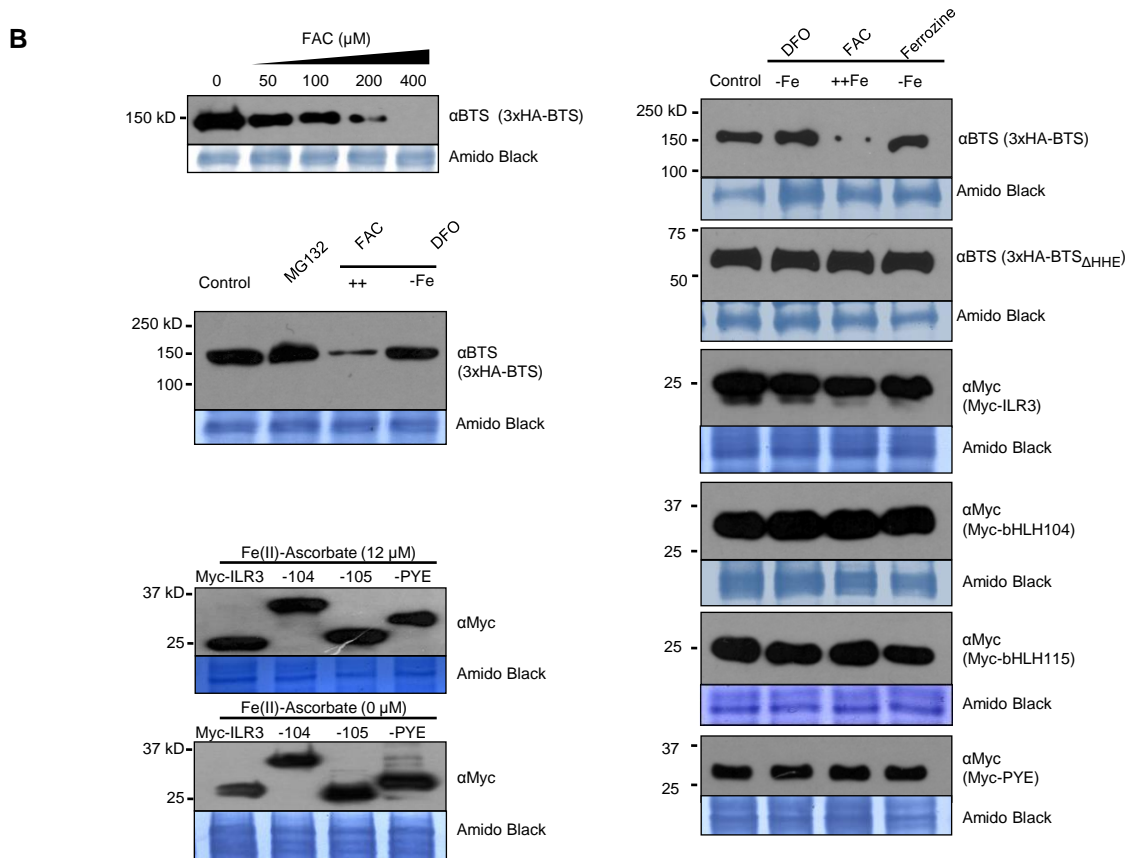 B
FAC (µM)
0 50 100 200 400
150 kD
αBTS (3xHA-BTS)
Amido Black
Control MG132 FAC DFO
++ -Fe
250 kD
150
100
αBTS
(3xHA-BTS)
Amido Black
Fe(II)-Ascorbate (12 µM)
Myc-ILR3 -104 -105 -PYE
37 kD
25
αMyc
Amido Black
Fe(II)-Ascorbate (0 µM)
Myc-ILR3 -104 -105 -PYE
37 kD
25
αMyc
Amido Black
DFO FAC Ferrozine
Control -Fe ++Fe -Fe
250 kD
150
100
αBTS (3xHA-BTS)
Amido Black
75
50
αBTS (3xHA-BTSΔHHE)
Amido Black
25
αMyc
(Myc-ILR3)
Amido Black
37
25
αMyc
(Myc-bHLH104)
Amido Black
25
αMyc
(Myc-bHLH115)
Amido Black
37
25
αMyc
(Myc-PYE)
Amido Black